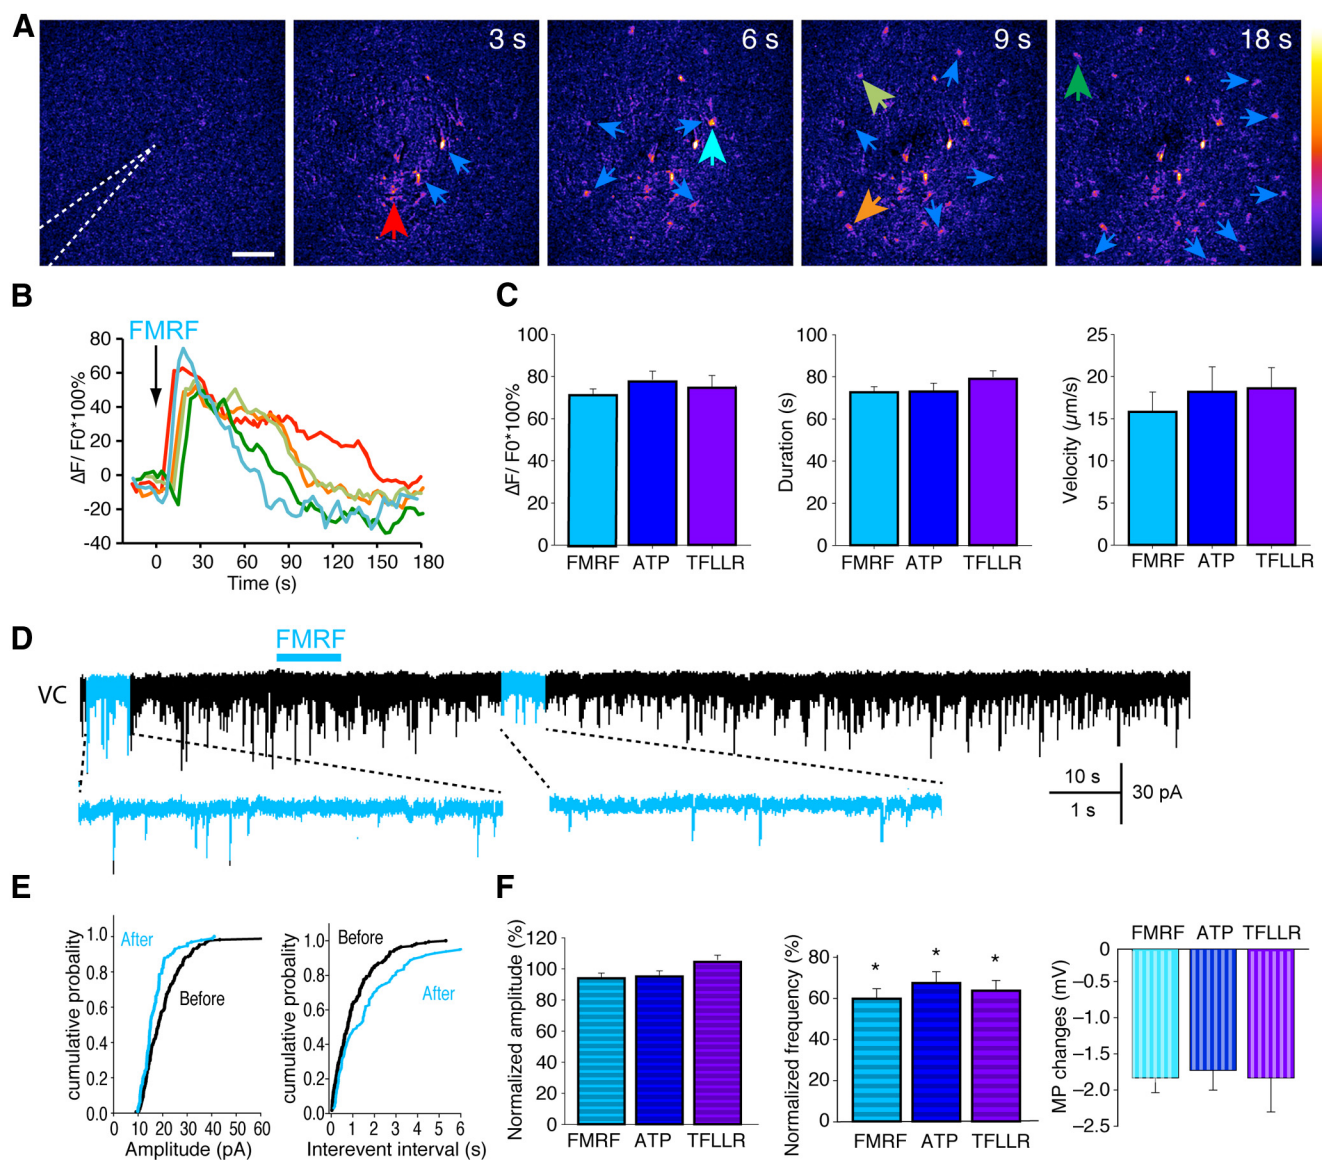 A
3 s
6 s
9 s
18 s
B
FMRF
80
60
40
20
0
-20
-40
ΔF/ F0*100%
0
30
60
90
120
150
180
Time (s)
C
100
80
60
40
20
0
ΔF/ F0*100%
FMRF
ATP
TFLLR
100
80
60
40
20
0
Duration (s)
FMRF
ATP
TFLLR
25
20
15
10
5
0
Velocity (µm/s)
FMRF
ATP
TFLLR
D
FMRF
VC
10 s
1 s
30 pA
E
cumulative probality
1.0
0.8
0.6
0.4
0.2
0.0
After
Before
0 10 20 30 40 50 60
Amplitude (pA)
cumulative probality
1.0
0.8
0.6
0.4
0.2
0.0
Before
After
0 1 2 3 4 5 6
Interevent interval (s)
F
Normalized amplitude (%)
120
100
80
60
40
20
0
FMRF
ATP
TFLLR
Normalized frequency (%)
80
60
40
20
0
*
*
*
FMRF
ATP
TFLLR
FMRF
ATP
TFLLR
MP changes (mV)
0
−0.5
−1.0
−1.5
−2.0
−2.5